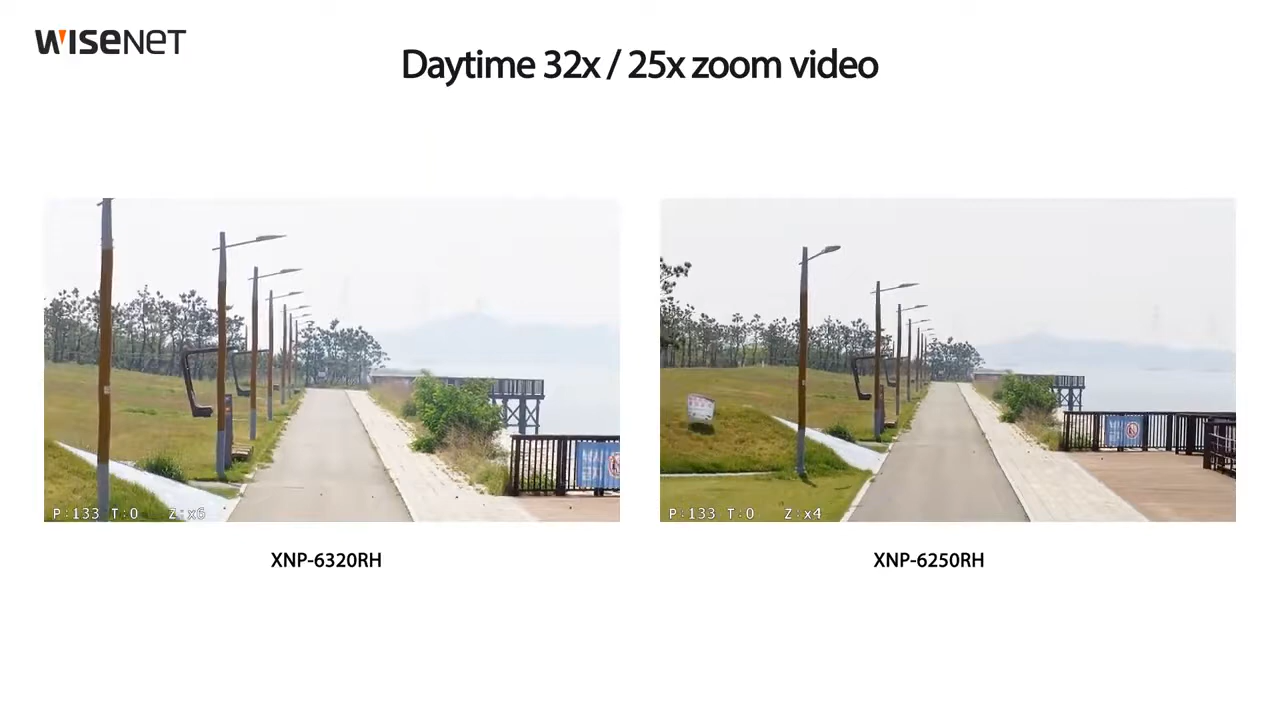 WISENET
Daytime 32x / 25x zoom video
P:133 T:0 Z:x6
P:133 T:0 Z:x4
XNP-6320RH
XNP-6250RH